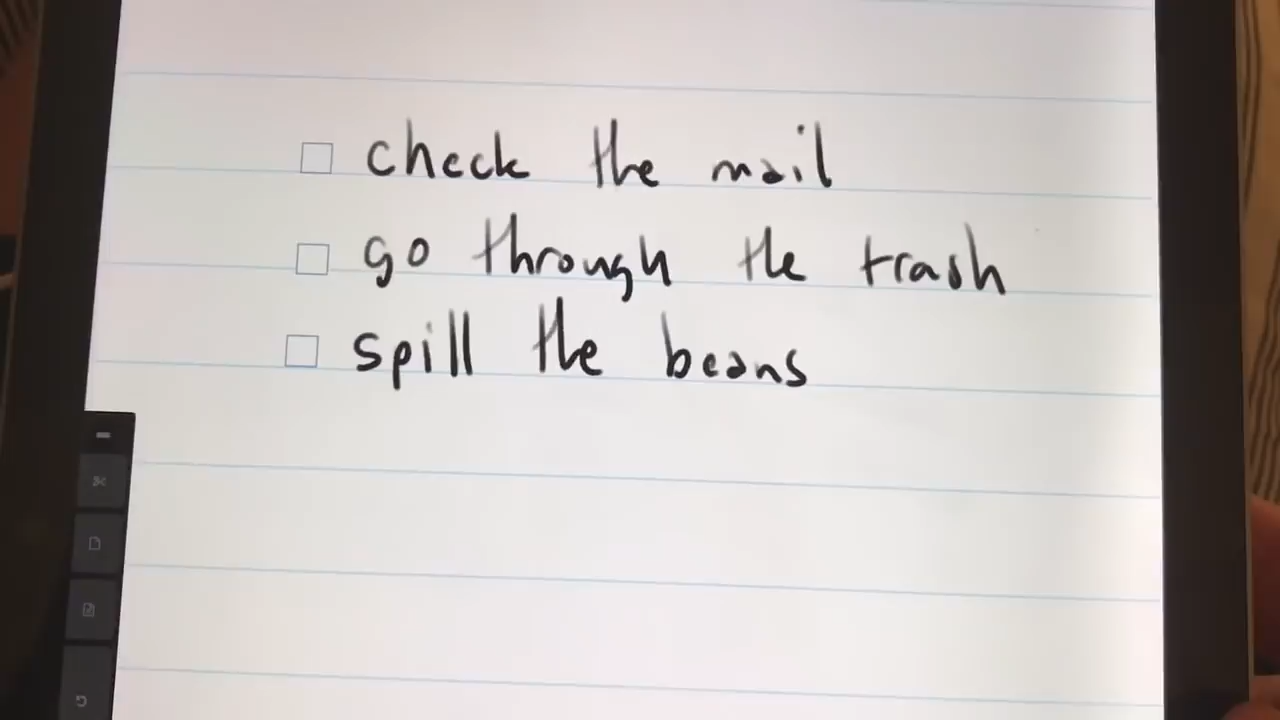 check the mail
go through the trash
spill the beans